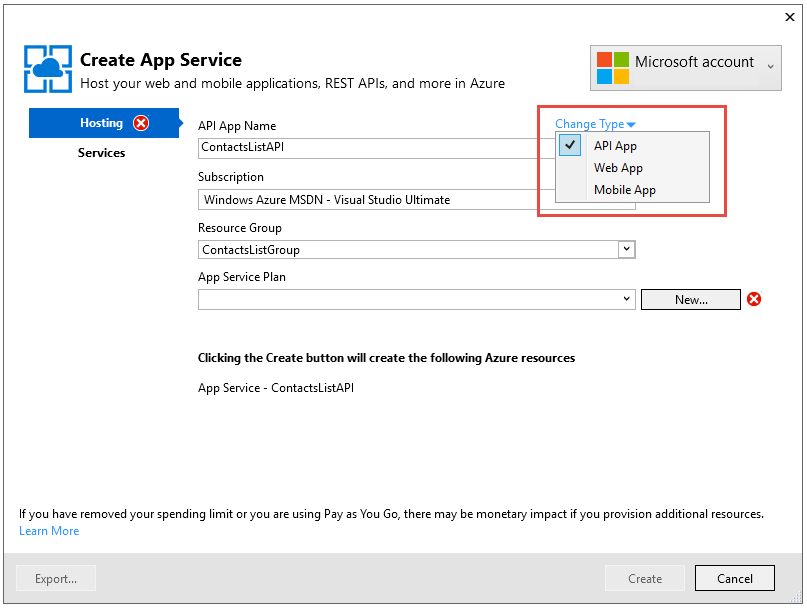 Create App Service
Host your web and mobile applications, REST APIs, and more in Azure
Microsoft account
Hosting
Services
API App Name
Change Type
ContactsListAPI
API App
Web App
Mobile App
Subscription
Windows Azure MSDN - Visual Studio Ultimate
Resource Group
ContactsListGroup
App Service Plan
New...
Clicking the Create button will create the following Azure resources
App Service - ContactsListAPI
If you have removed your spending limit or you are using Pay as You Go, there may be monetary impact if you provision additional resources.
Learn More
Export...
Create
Cancel